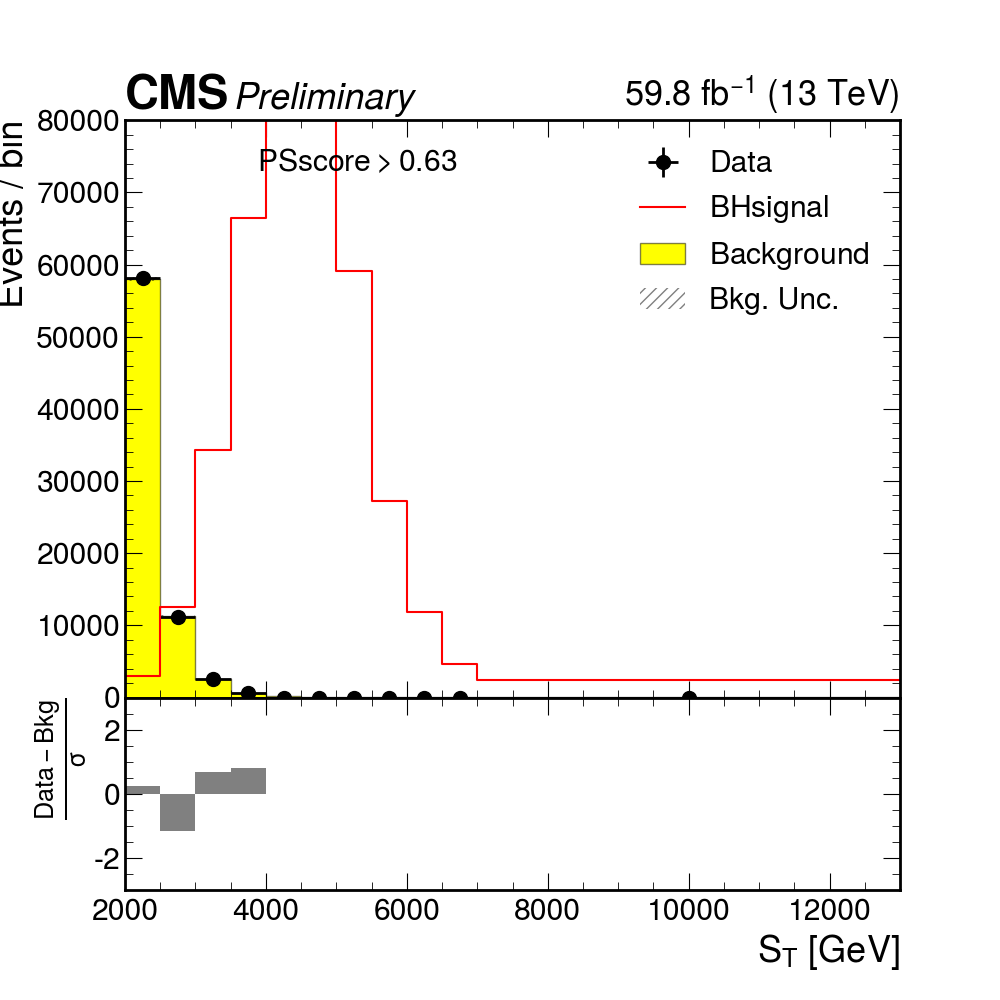 CMS Preliminary
59.8 fb⁻¹ (13 TeV)
Events / bin
80000
70000
60000
50000
40000
30000
20000
10000
0
PSscore > 0.63
Data
BHsignal
Background
Bkg. Unc.
Data − Bkg
σ
2
0
-2
2000 4000 6000 8000 10000 12000
S_T [GeV]